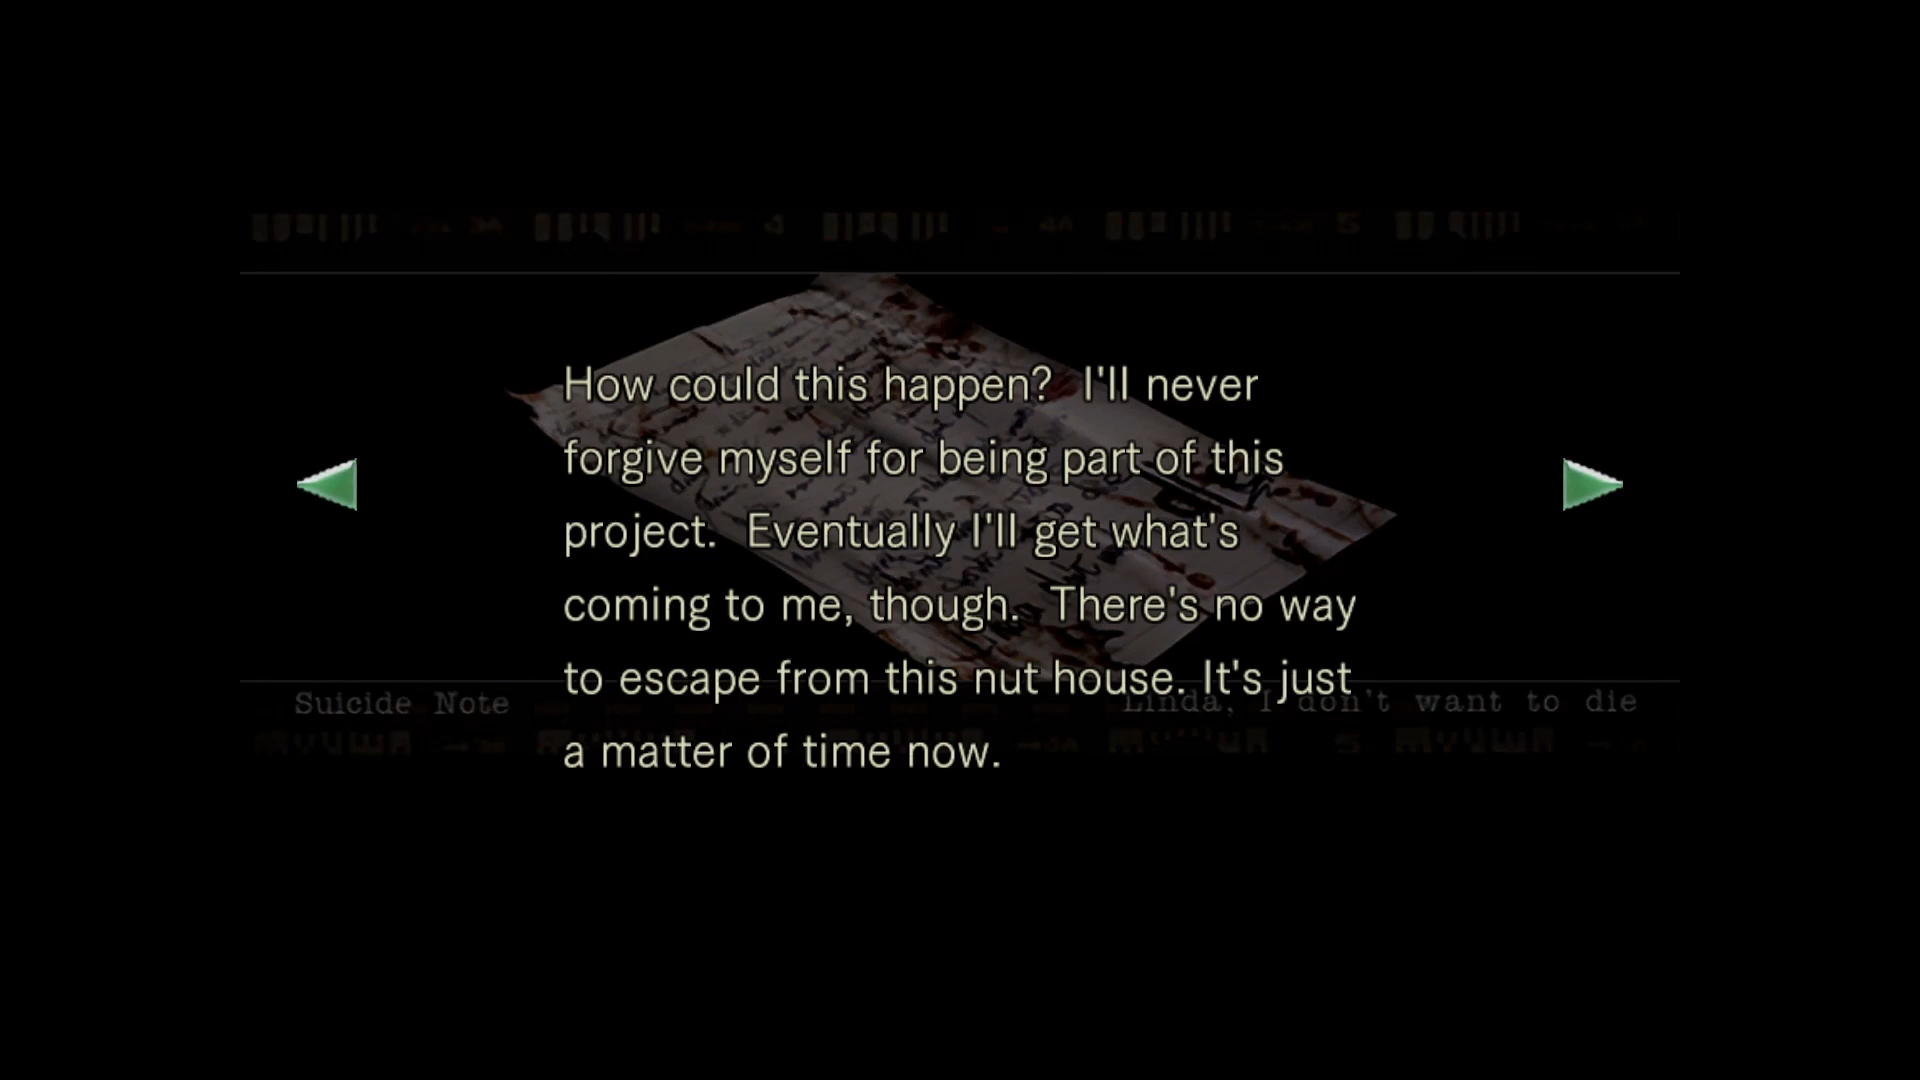 How could this happen?  I'll never
forgive myself for being part of this
project.  Eventually I'll get what's
coming to me, though.  There's no way
to escape from this nut house. It's just
a matter of time now.
Suicide Note
Linda, I don't want to die